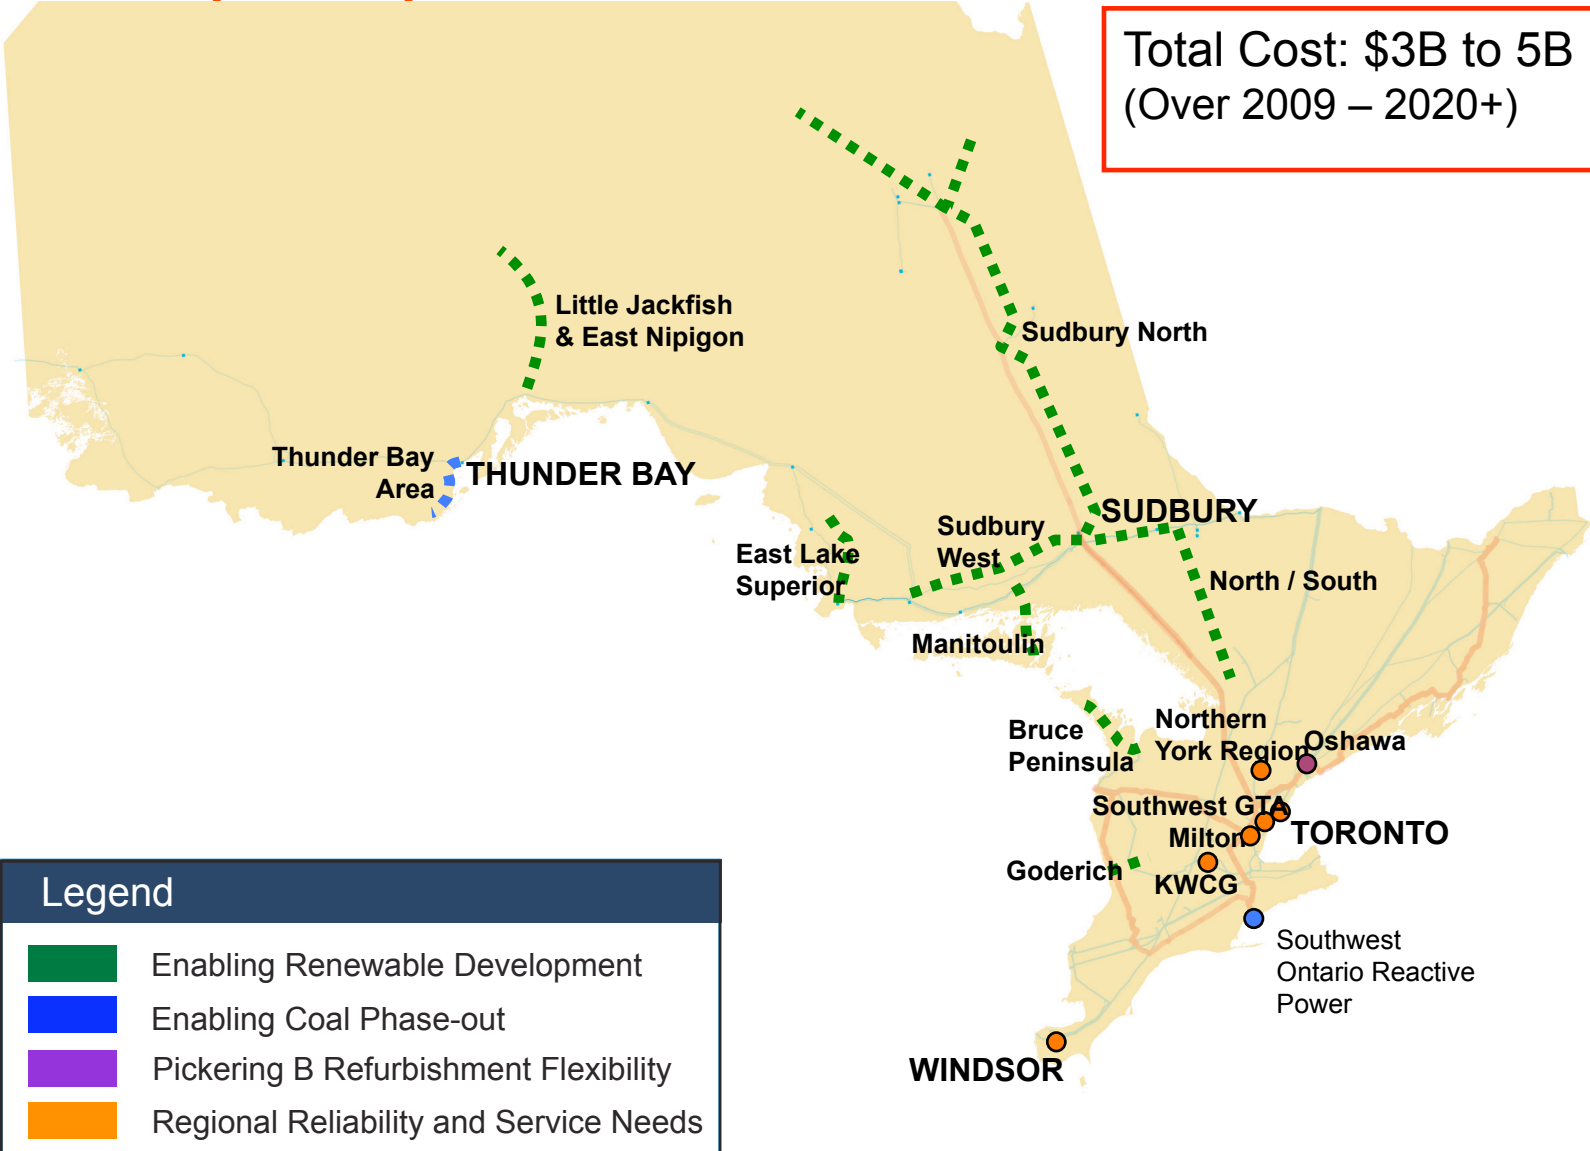 Total Cost: $3B to 5B
(Over 2009 – 2020+)
Little Jackfish
& East Nipigon
Sudbury North
Thunder Bay
Area
THUNDER BAY
SUDBURY
Sudbury
West
East Lake
Superior
North / South
Manitoulin
Bruce
Peninsula
Northern
York Region
Oshawa
Southwest GTA
Milton
TORONTO
Goderich
KWCG
Southwest
Ontario Reactive
Power
WINDSOR
Legend
Enabling Renewable Development
Enabling Coal Phase-out
Pickering B Refurbishment Flexibility
Regional Reliability and Service Needs